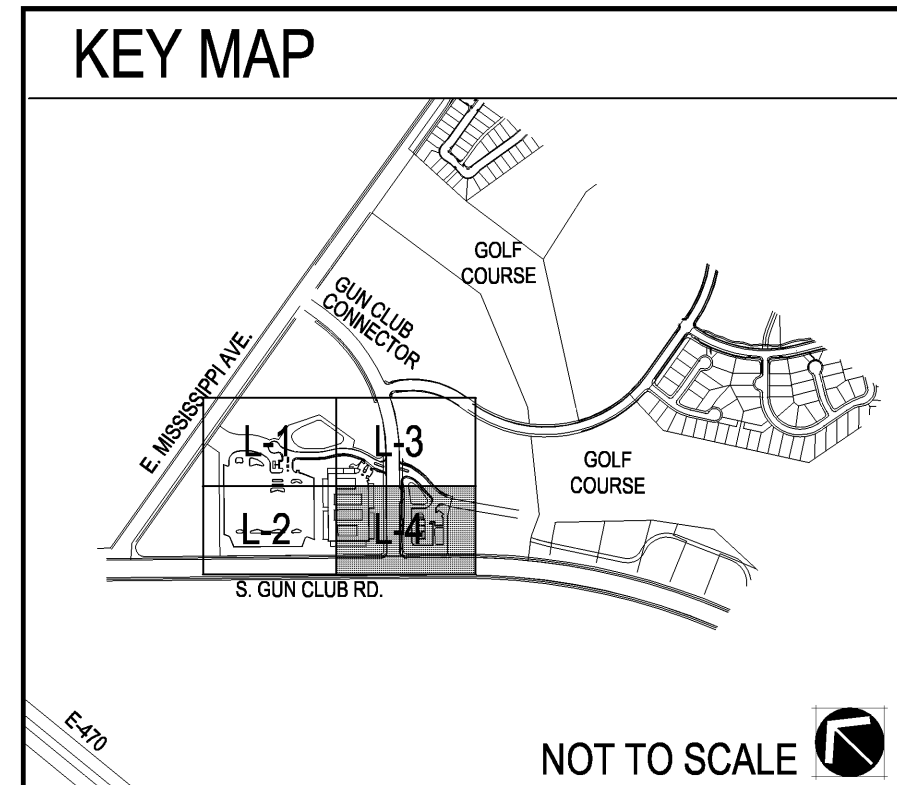 KEY MAP
GOLF
COURSE
GUN CLUB
CONNECTOR
E. MISSISSIPPI AVE.
L-1
L-3
GOLF
COURSE
L-2
L-4
S. GUN CLUB RD.
E-470
NOT TO SCALE